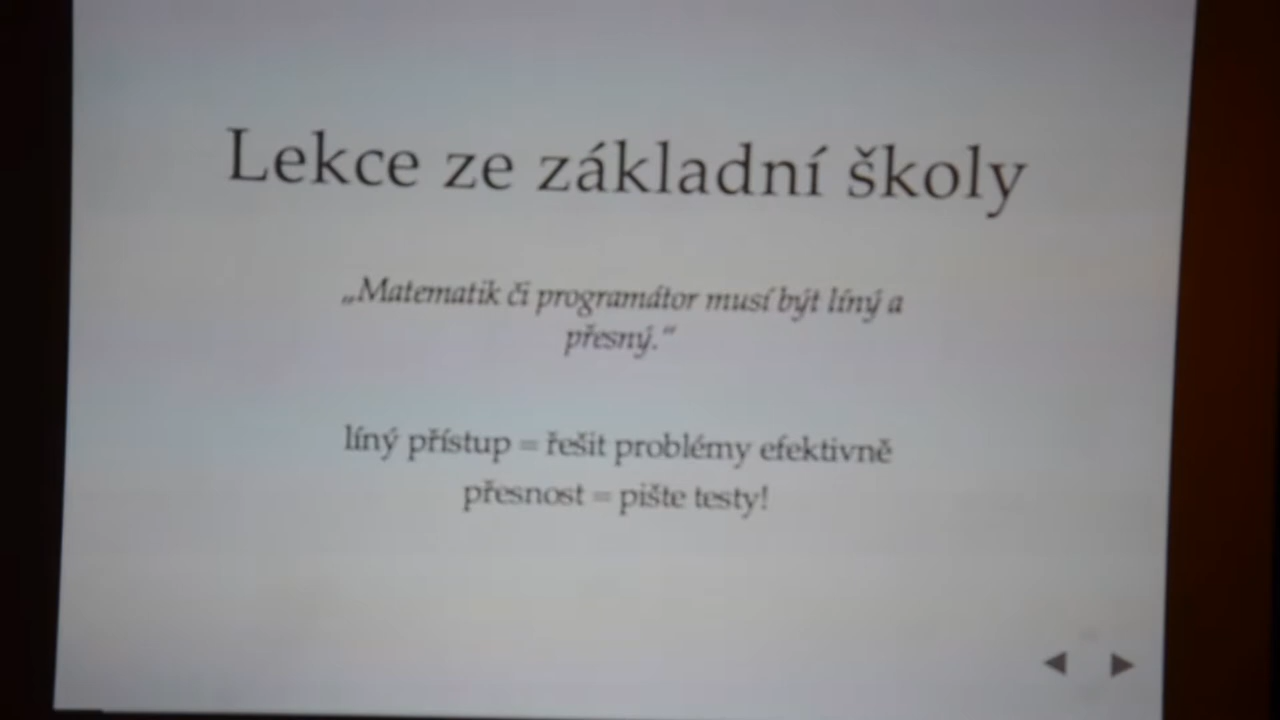 Lekce ze základní školy
„Matematik či programátor musí být líný a
přesný.“
líný přístup = řešit problémy efektivně
přesnost = pište testy!